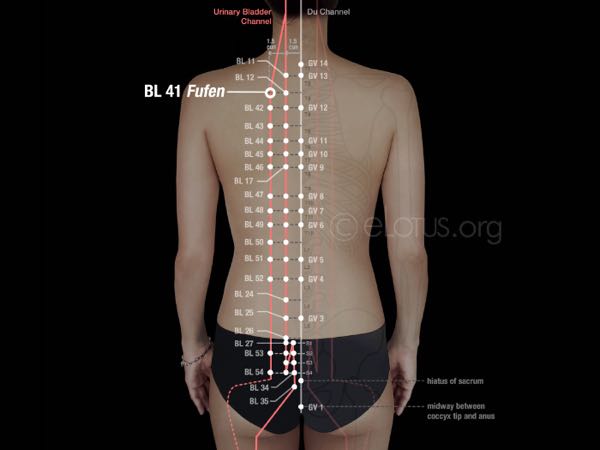 Urinary Bladder
Channel
Du Channel
1.5
cun
1.5
cun
BL 11
GV 14
BL 12
GV 13
BL 41 Fufen
BL 42
GV 12
BL 43
BL 44
GV 11
BL 45
GV 10
BL 46
GV 9
BL 17
BL 47
GV 8
BL 48
GV 7
BL 49
GV 6
© eLOTUS.org
BL 50
BL 51
GV 5
BL 52
GV 4
BL 24
BL 25
GV 3
BL 26
BL 27
S1
BL 53
S2
S3
BL 54
S4
hiatus of sacrum
BL 34
BL 35
GV 1
midway between
coccyx tip and anus